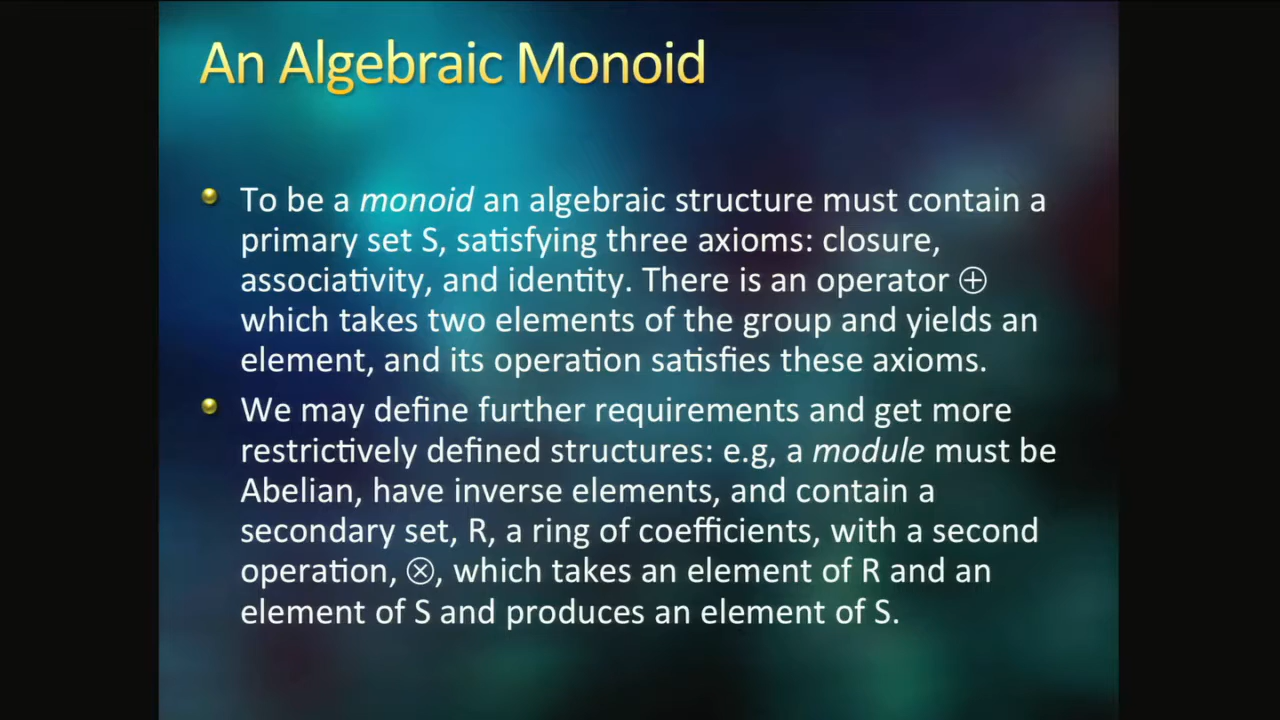 An Algebraic Monoid
To be a monoid an algebraic structure must contain a
primary set S, satisfying three axioms: closure,
associativity, and identity. There is an operator ⊕
which takes two elements of the group and yields an
element, and its operation satisfies these axioms.
We may define further requirements and get more
restrictively defined structures: e.g, a module must be
Abelian, have inverse elements, and contain a
secondary set, R, a ring of coefficients, with a second
operation, ⊗, which takes an element of R and an
element of S and produces an element of S.